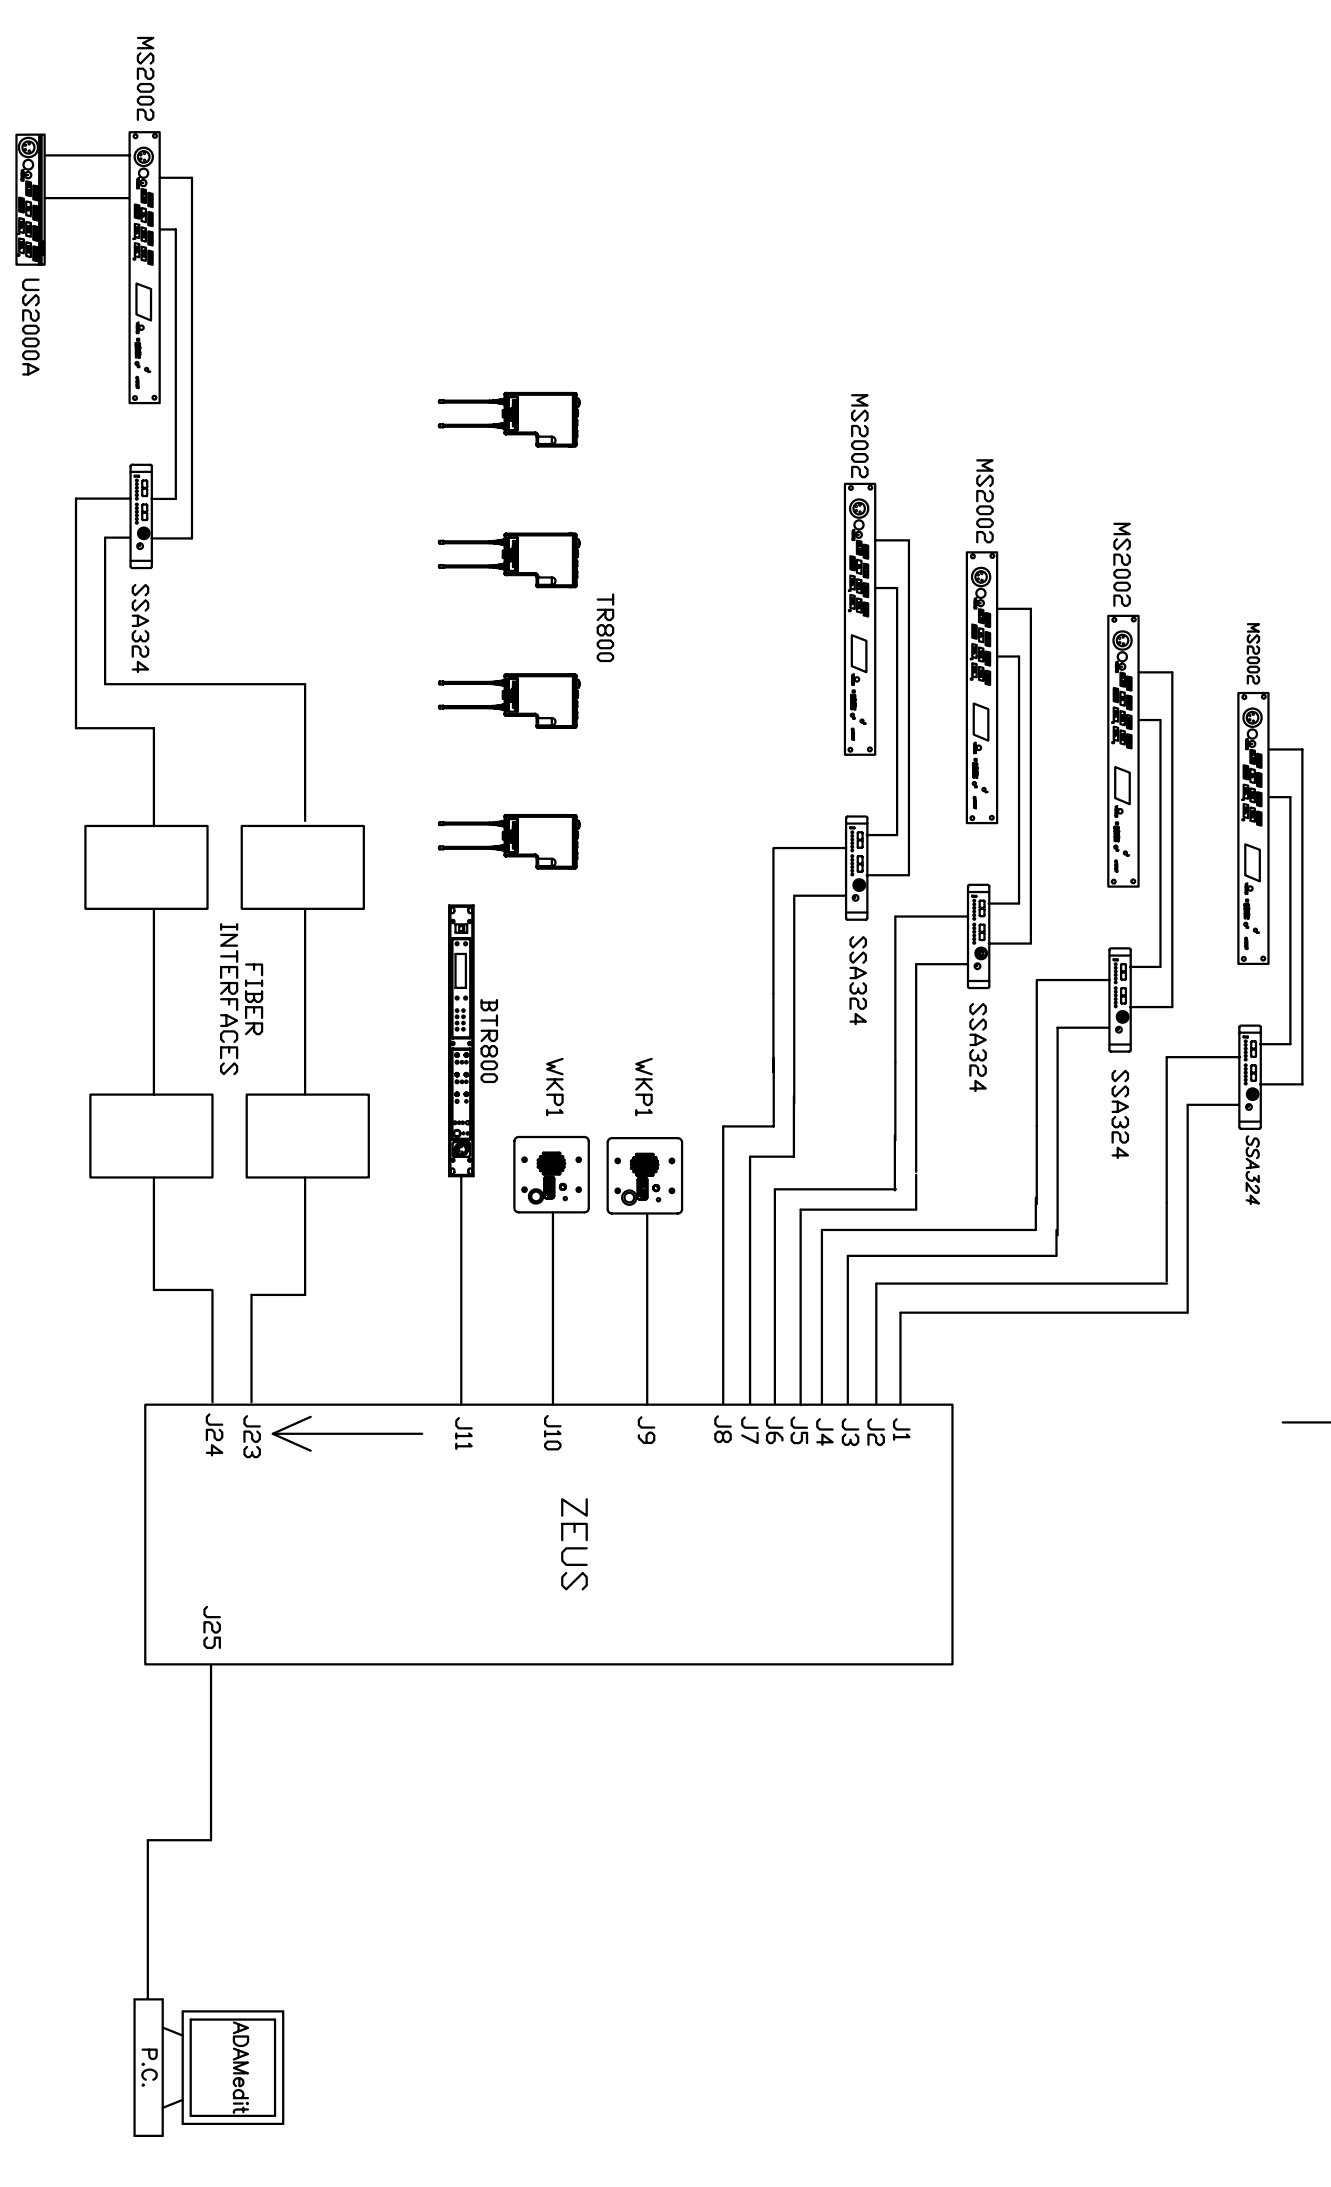 MS2002
SSA324
MS2002
SSA324
MS2002
SSA324
MS2002
SSA324
TR800
WKP1
WKP1
BTR800
FIBER
INTERFACES
MS2002
SSA324
US2000A
J1
J2
J3
J4
J5
J6
J7
J8
J9
J10
J11
J23
J24
ZEUS
J25
ADAMedit
P.C.